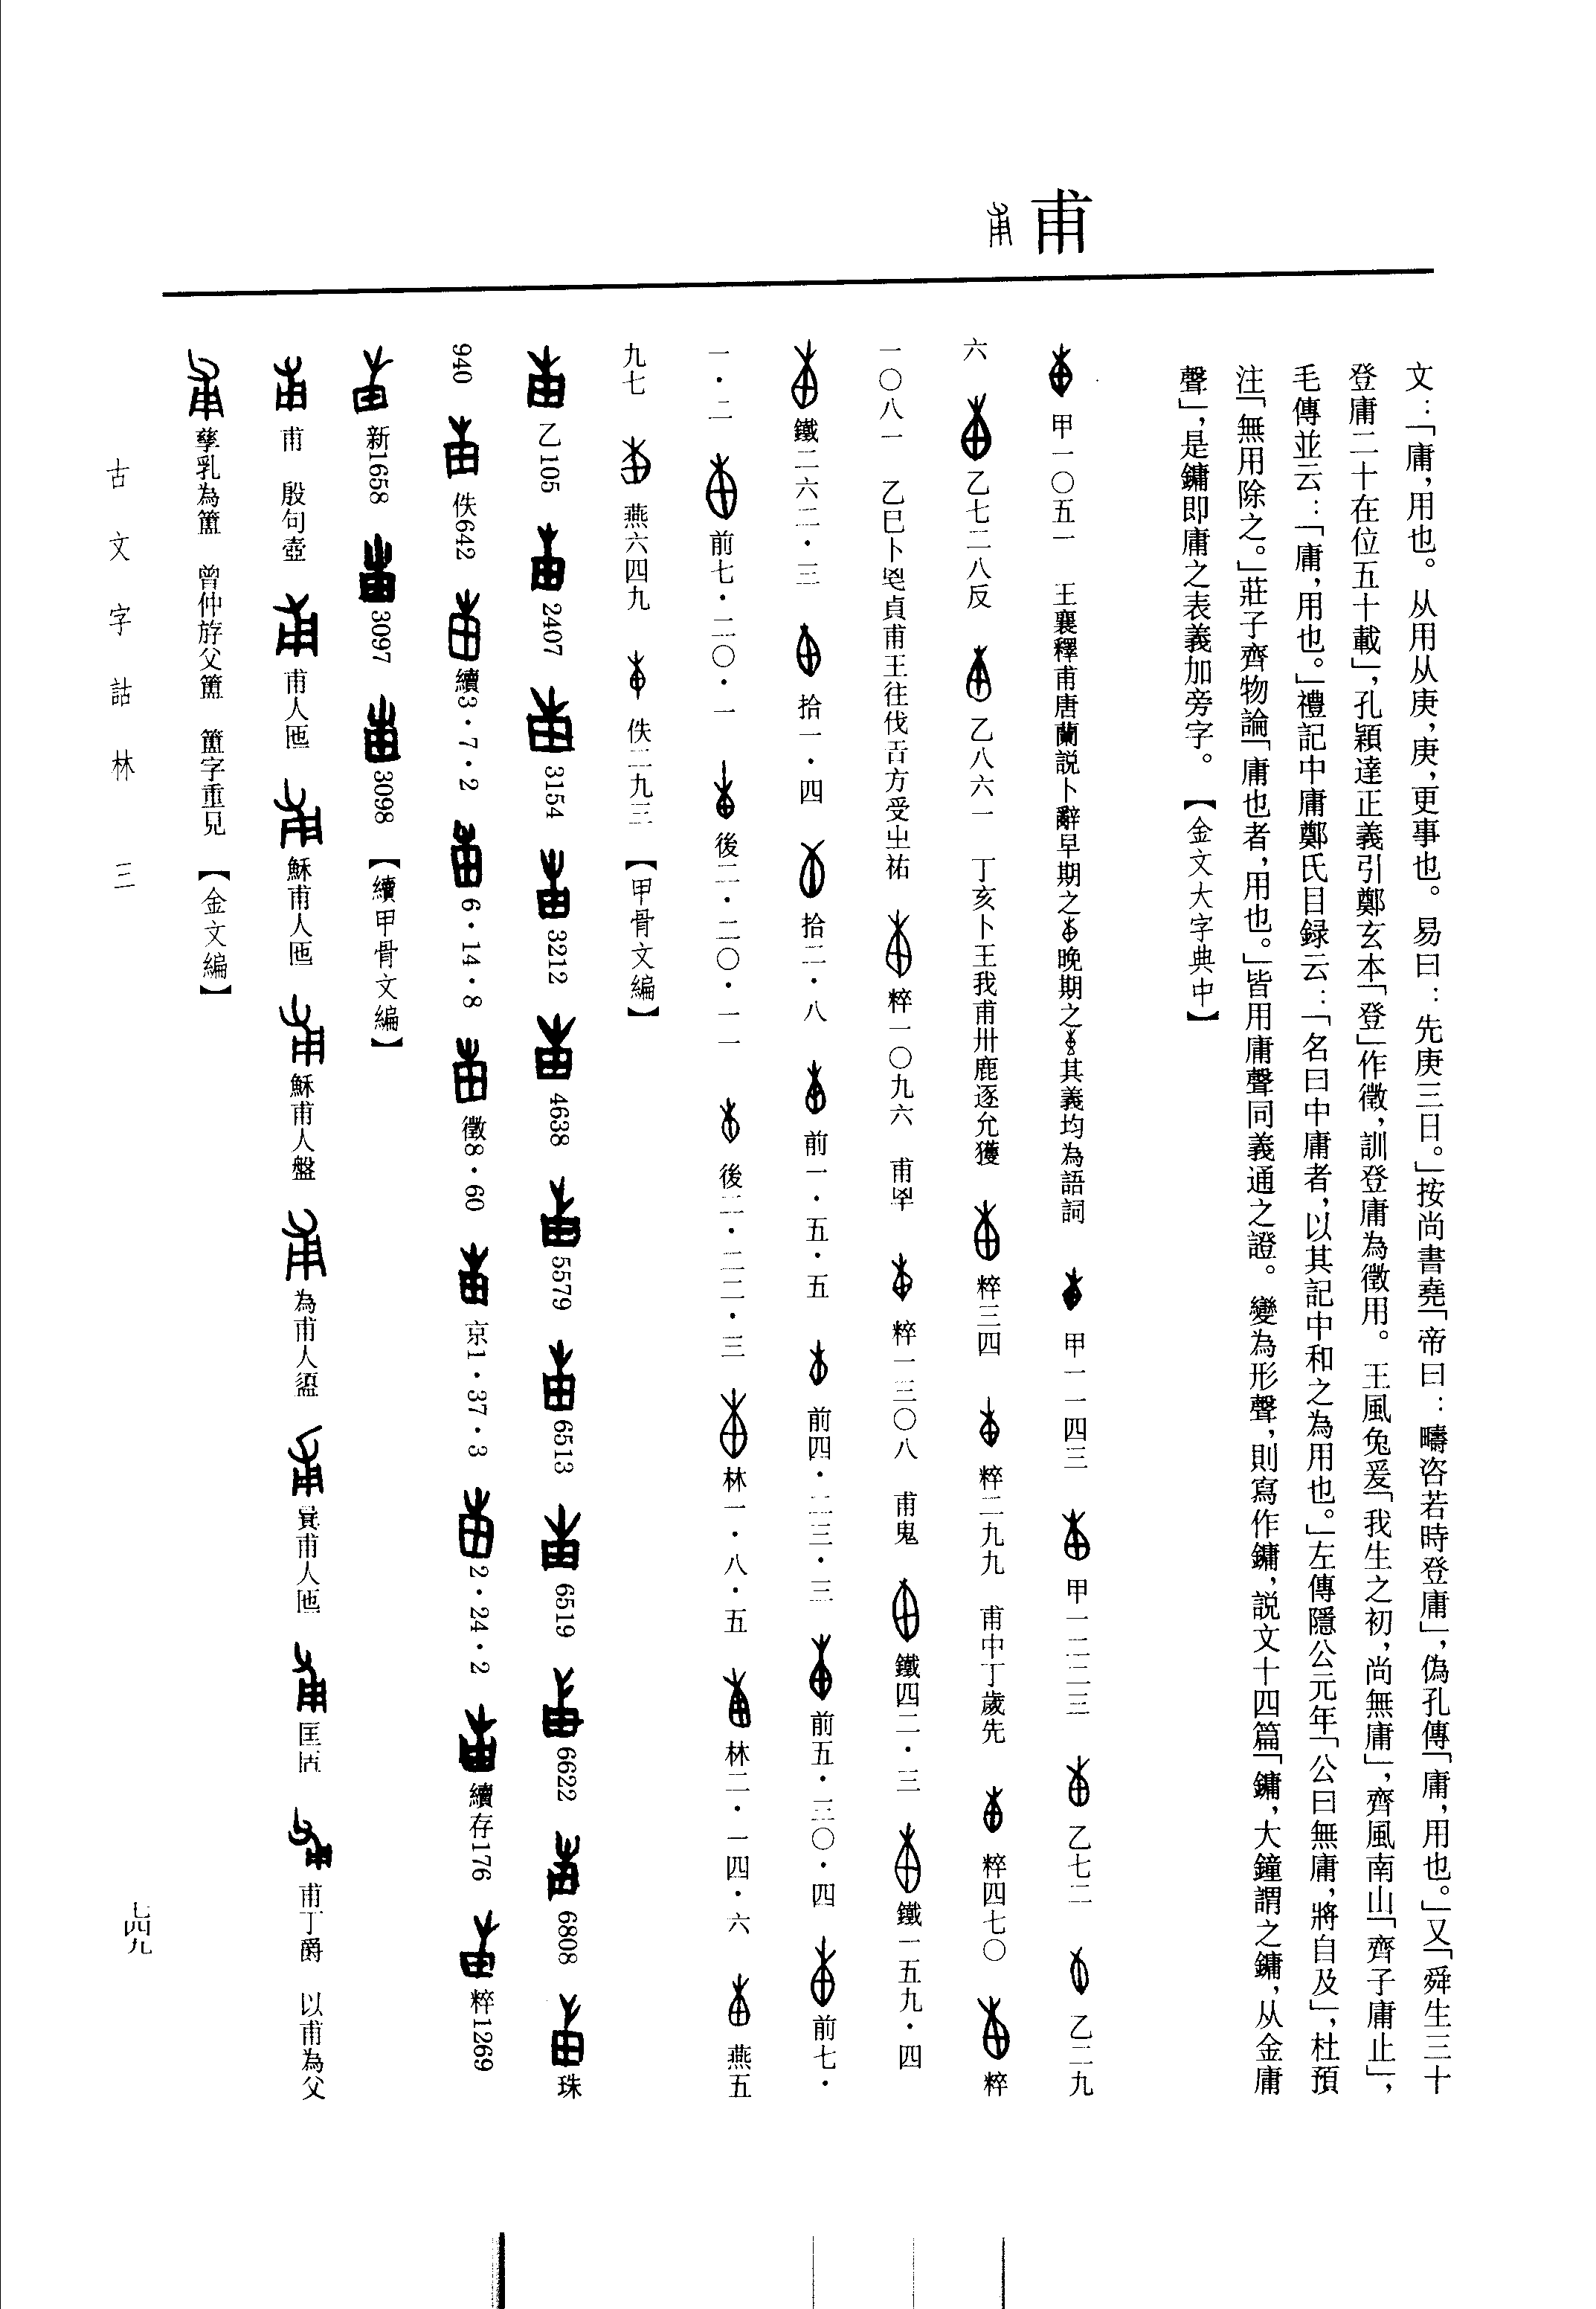 甫
文：「庸，用也。从用从庚，庚，更事也。易曰：先庚三日。」按尚書堯「帝曰：疇咨若時登庸」，偽孔傳「庸，用也。」又「舜生三十
登庸二十在位五十載」，孔穎達正義引鄭玄本「登」作徵，訓登庸為徵用。王風兔爰「我生之初，尚無庸」，齊風南山「齊子庸止」，
毛傳並云：「庸，用也。」禮記中庸鄭氏目録云：「名曰中庸者，以其記中和之為用也。」左傳隱公元年「公曰無庸，將自及」，杜預
注「無用除之。」莊子齊物論「庸也者，用也。」皆用庸聲同義通之證。變為形聲，則寫作鏞，説文十四篇「鏞，大鐘謂之鏞，从金庸
聲」，是鏞即庸之表義加旁字。【金文大字典中】
甲一〇五一　王襄釋甫唐蘭説卜辭早期之晚期之其義均為語詞　甲一一四三　甲一二二三　乙七二　乙二九
六　乙七二八反　乙八六一　丁亥卜王我甫卅鹿逐允獲　粹三四　粹二九九　甫中丁歲先　粹四七〇　粹
一〇八一　乙巳卜貞甫王往伐方受祐　粹一〇九六　甫　粹一三〇八　甫鬼　鐵四二・三　鐵一五九・四
鐵二六二・三　拾一・四　拾二・八　前一・五・五　前四・二三・三　前五・三〇・四　前七・
一・二　前七・二〇・一　後二・二〇・一一　後二・二二・三　林一・八・五　林二・一四・六　燕五
九七　燕六四九　佚二九三【甲骨文編】
乙105　2407　3154　3212　4638　5579　6513　6519　6622　6808　珠
940　佚642　續3・7・2　6・14・8　徵8・60　京1・37・3　2・24・2　續存176　粹1269
新1658　3097　3098【續甲骨文編】
甫　殷句壺　甫人匜　穌甫人匜　穌甫人盤　為甫人盨　㠱甫人匜　匡卣　甫丁爵　以甫為父
孳乳為簠　曾仲斿父簠　簠字重見【金文編】
古文字詁林　三
七四九